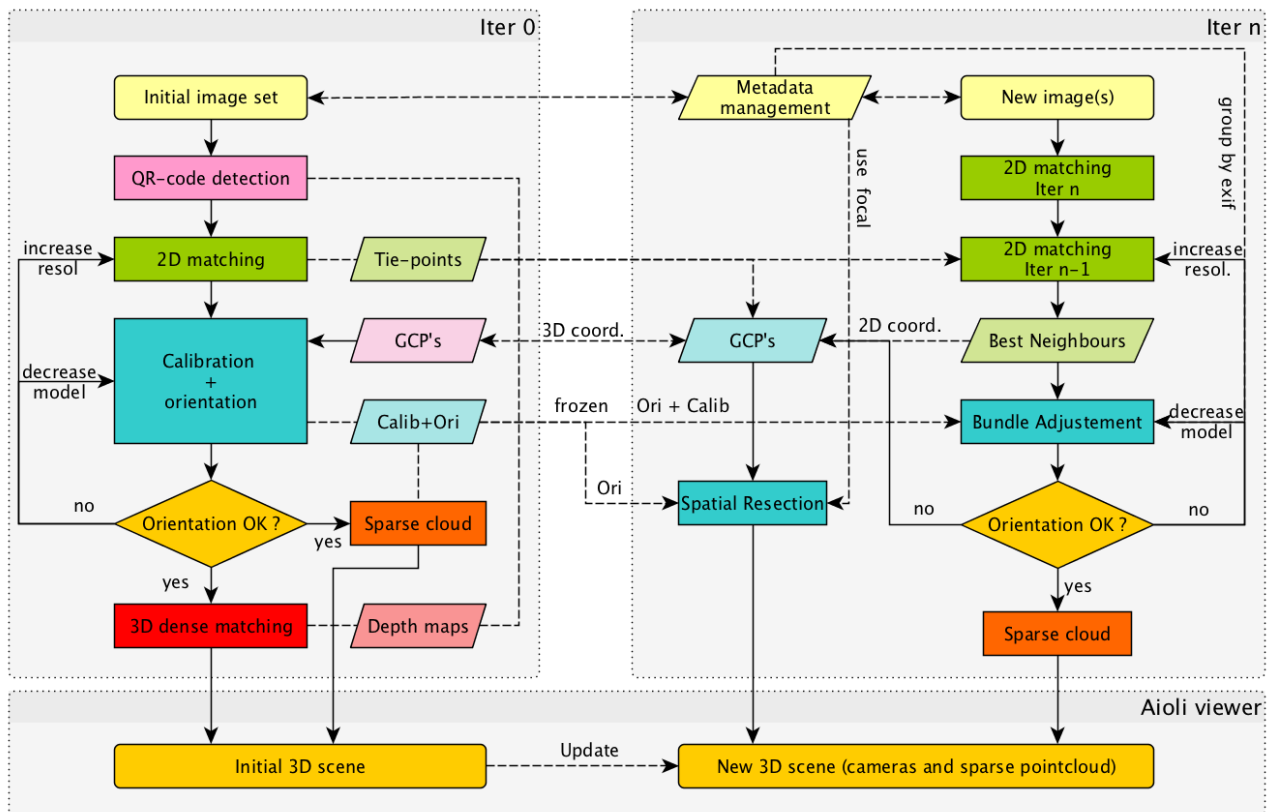 Iter 0
Iter n
Initial image set
Metadata
management
New image(s)
group by exif
use focal
QR-code detection
2D matching
Iter n
increase
resol
2D matching
Tie-points
2D matching
Iter n-1
increase
resol.
Calibration
+
orientation
GCP's
3D coord.
GCP's
2D coord.
Best Neighbours
decrease
model
Calib+Ori
frozen Ori + Calib
Bundle Adjustement
decrease
model
Ori
Spatial Resection
no
Orientation OK ?
yes
Sparse cloud
no
Orientation OK ?
no
yes
yes
3D dense matching
Depth maps
Sparse cloud
Aioli viewer
Initial 3D scene
Update
New 3D scene (cameras and sparse pointcloud)